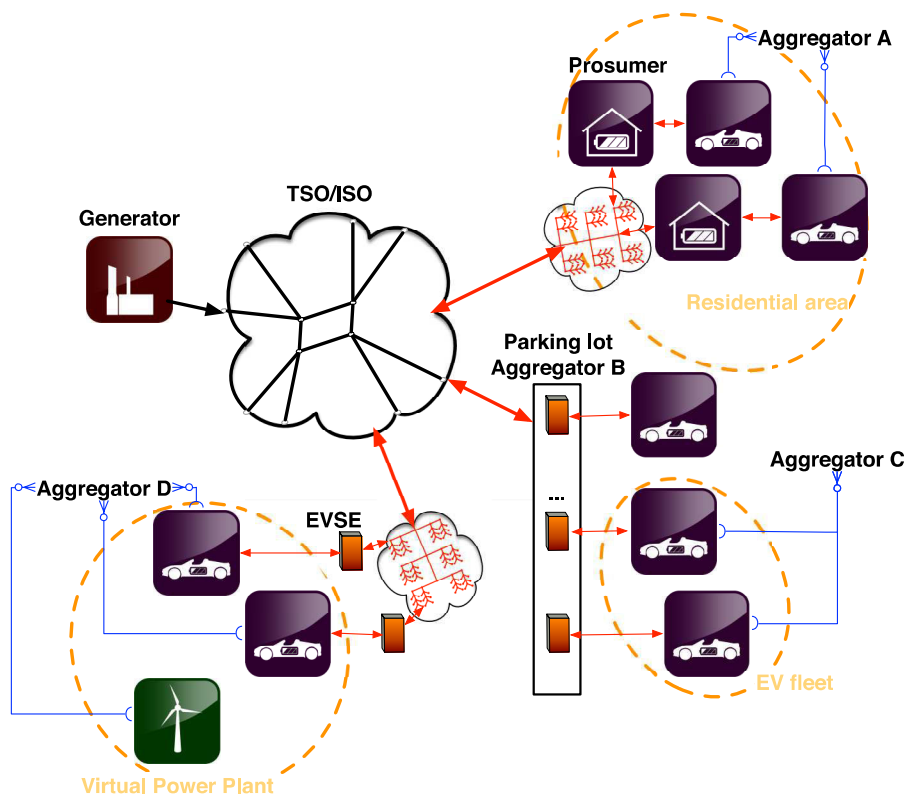 Aggregator A
Prosumer
TSO/ISO
Generator
Residential area
Parking lot
Aggregator B
Aggregator C
...
Aggregator D
EVSE
EV fleet
Virtual Power Plant